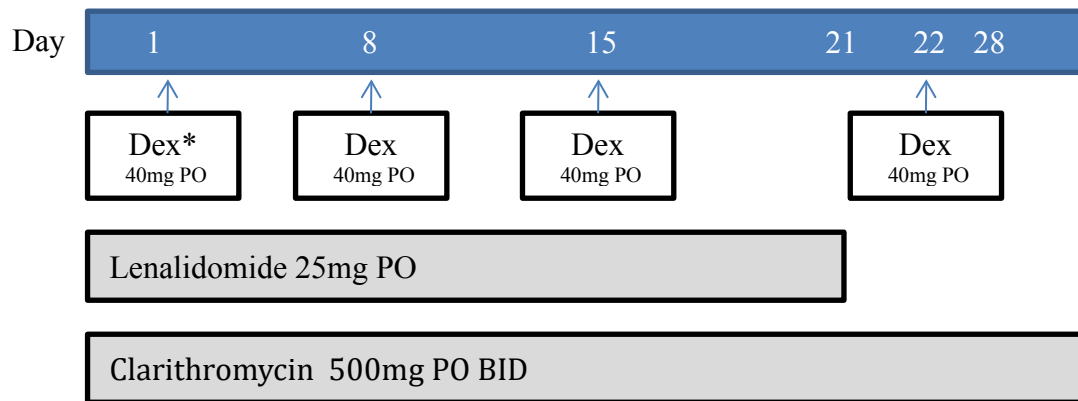 Day 1 8 15 21 22 28
Dex* Dex Dex Dex
40mg PO 40mg PO 40mg PO 40mg PO
Lenalidomide 25mg PO
Clarithromycin 500mg PO BID